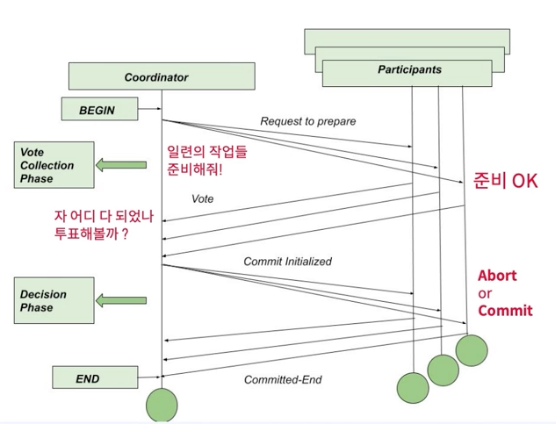 Coordinator
Participants
BEGIN
Request to prepare
Vote
Collection
Phase
일련의 작업들
준비해줘!
준비 OK
Vote
자 어디 다 되었나
투표해볼까 ?
Commit Initialized
Decision
Phase
Abort
or
Commit
END
Committed-End